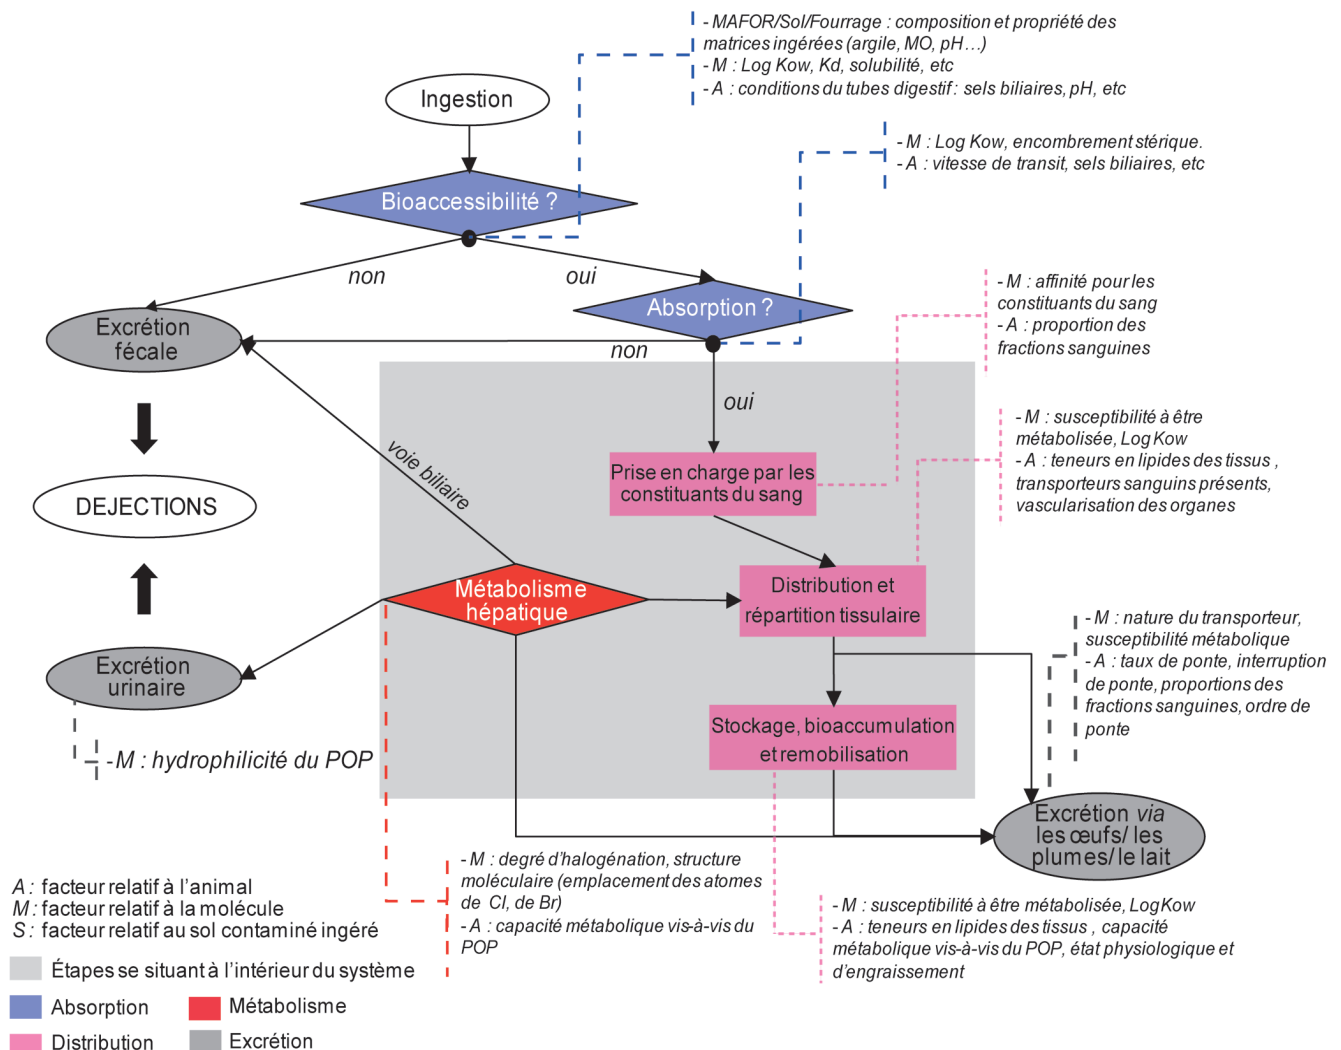 - MAFOR/Sol/Fourrage : composition et propriété des
matrices ingérées (argile, MO, pH…)
- M : Log Kow, Kd, solubilité, etc
- A : conditions du tubes digestif : sels biliaires, pH, etc
Ingestion
- M : Log Kow, encombrement stérique.
- A : vitesse de transit, sels biliaires, etc
Bioaccessibilité ?
non
oui
- M : affinité pour les
constituants du sang
- A : proportion des
fractions sanguines
Absorption ?
Excrétion
fécale
non
oui
- M : susceptibilité à être
métabolisée, Log Kow
- A : teneurs en lipides des tissus ,
transporteurs sanguins présents,
vascularisation des organes
voie biliaire
Prise en charge par les
constituants du sang
DEJECTIONS
Métabolisme
hépatique
Distribution et
répartition tissulaire
- M : nature du transporteur,
susceptibilité métabolique
- A : taux de ponte, interruption
de ponte, proportions des
fractions sanguines, ordre de
ponte
Excrétion
urinaire
Stockage, bioaccumulation
et remobilisation
- M : hydrophilicité du POP
Excrétion via
les œufs/ les
plumes/ le lait
- M : degré d'halogénation, structure
moléculaire (emplacement des atomes
de Cl, de Br)
- A : capacité métabolique vis-à-vis du
POP
- M : susceptibilité à être métabolisée, LogKow
- A : teneurs en lipides des tissus , capacité
métabolique vis-à-vis du POP, état physiologique et
d'engraissement
A : facteur relatif à l'animal
M : facteur relatif à la molécule
S : facteur relatif au sol contaminé ingéré
Étapes se situant à l'intérieur du système
Absorption
Métabolisme
Distribution
Excrétion